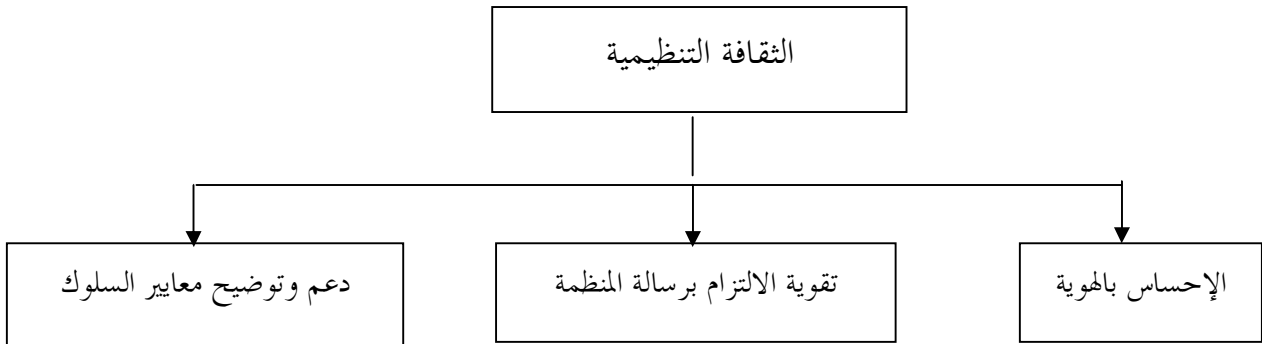 الثقافة التنظيمية
الإحساس بالهوية
تقوية الالتزام برسالة المنظمة
دعم وتوضيح معايير السلوك